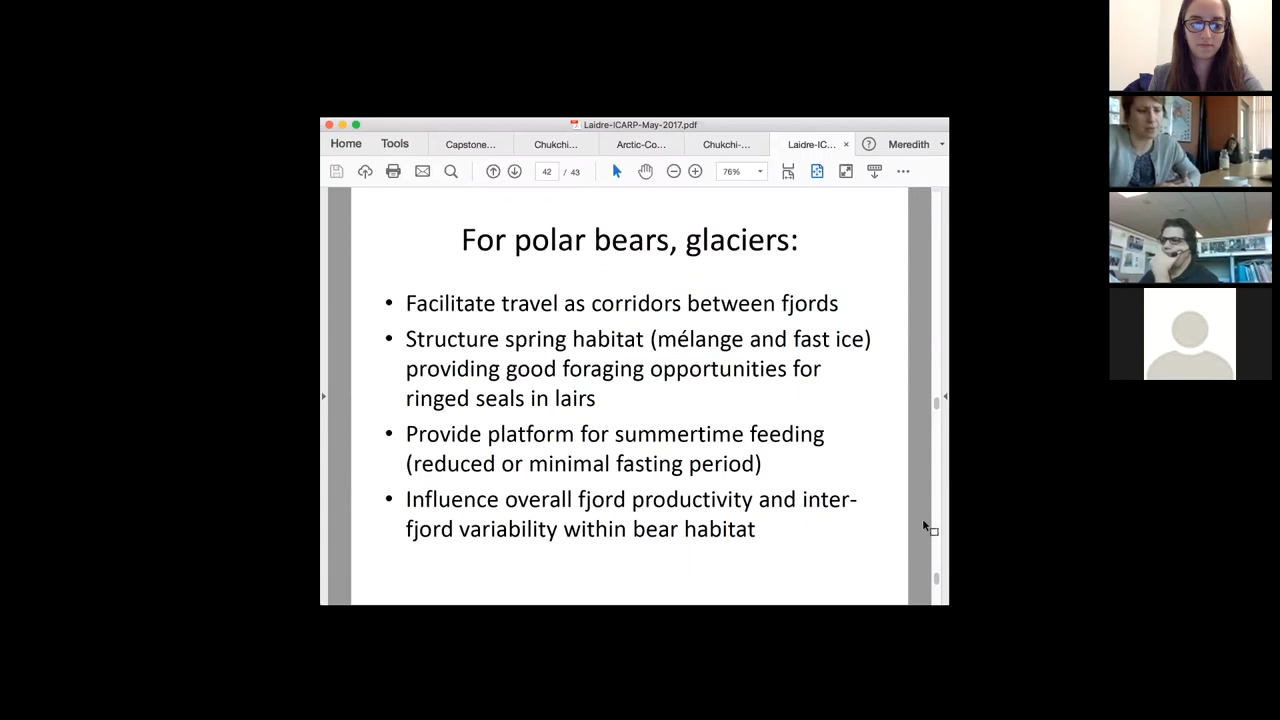 Laidre-ICARP-May-2017.pdf
Home Tools Capstone... Chukchi... Arctic-Co... Chukchi-... Laidre-IC... × ? Meredith
42 / 43 76%
For polar bears, glaciers:
• Facilitate travel as corridors between fjords
• Structure spring habitat (mélange and fast ice)
providing good foraging opportunities for
ringed seals in lairs
• Provide platform for summertime feeding
(reduced or minimal fasting period)
• Influence overall fjord productivity and inter-
fjord variability within bear habitat